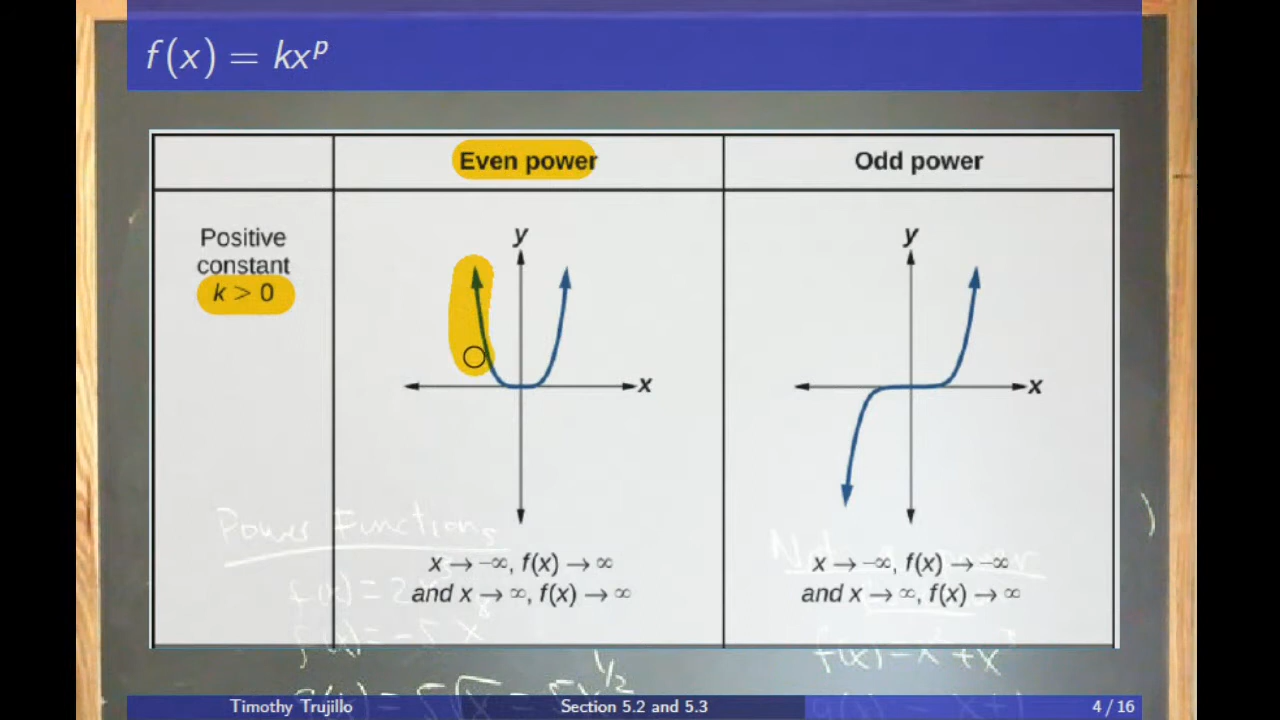 f(x) = kxᵖ
Even power
Odd power
Positive
constant
k > 0
y
x
y
x
x → −∞, f(x) → ∞
and x → ∞, f(x) → ∞
x → −∞, f(x) → −∞
and x → ∞, f(x) → ∞
Power Functions
Timothy Trujillo
Section 5.2 and 5.3
4 / 16